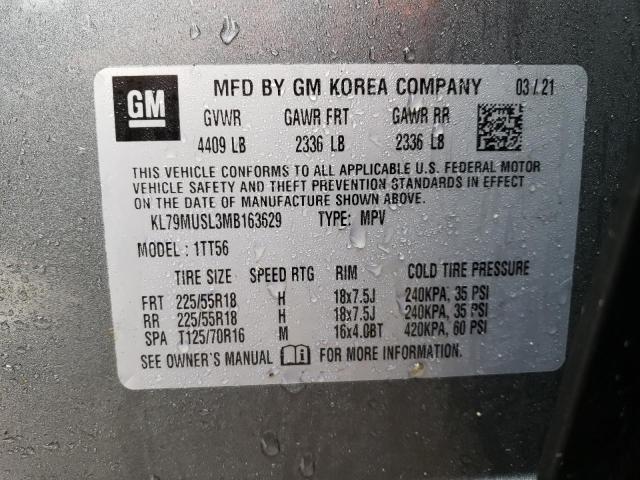 GM MFD BY GM KOREA COMPANY 03/21
GVWR GAWR FRT GAWR RR
4409 LB 2336 LB 2336 LB
THIS VEHICLE CONFORMS TO ALL APPLICABLE U.S. FEDERAL MOTOR
VEHICLE SAFETY AND THEFT PREVENTION STANDARDS IN EFFECT
ON THE DATE OF MANUFACTURE SHOWN ABOVE.
KL79MUSL3MB163629 TYPE: MPV
MODEL: 1TT56
TIRE SIZE SPEED RTG RIM COLD TIRE PRESSURE
FRT 225/55R18 H 18x7.5J 240KPA, 35 PSI
RR 225/55R18 H 18x7.5J 240KPA, 35 PSI
SPA T125/70R16 M 16x4.0BT 420KPA, 60 PSI
SEE OWNER'S MANUAL FOR MORE INFORMATION.